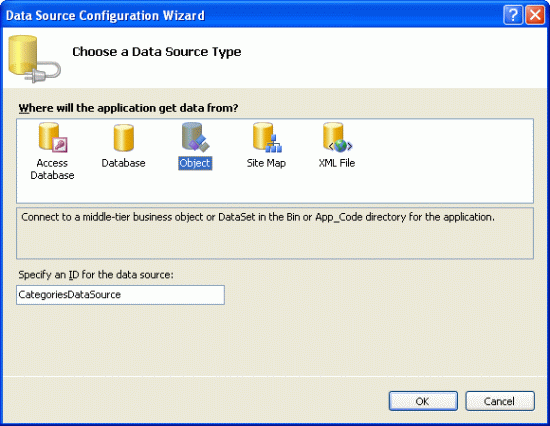 Data Source Configuration Wizard
Choose a Data Source Type
Where will the application get data from?
Access Database
Database
Object
Site Map
XML File
Connect to a middle-tier business object or DataSet in the Bin or App_Code directory for the application.
Specify an ID for the data source:
CategoriesDataSource
OK
Cancel